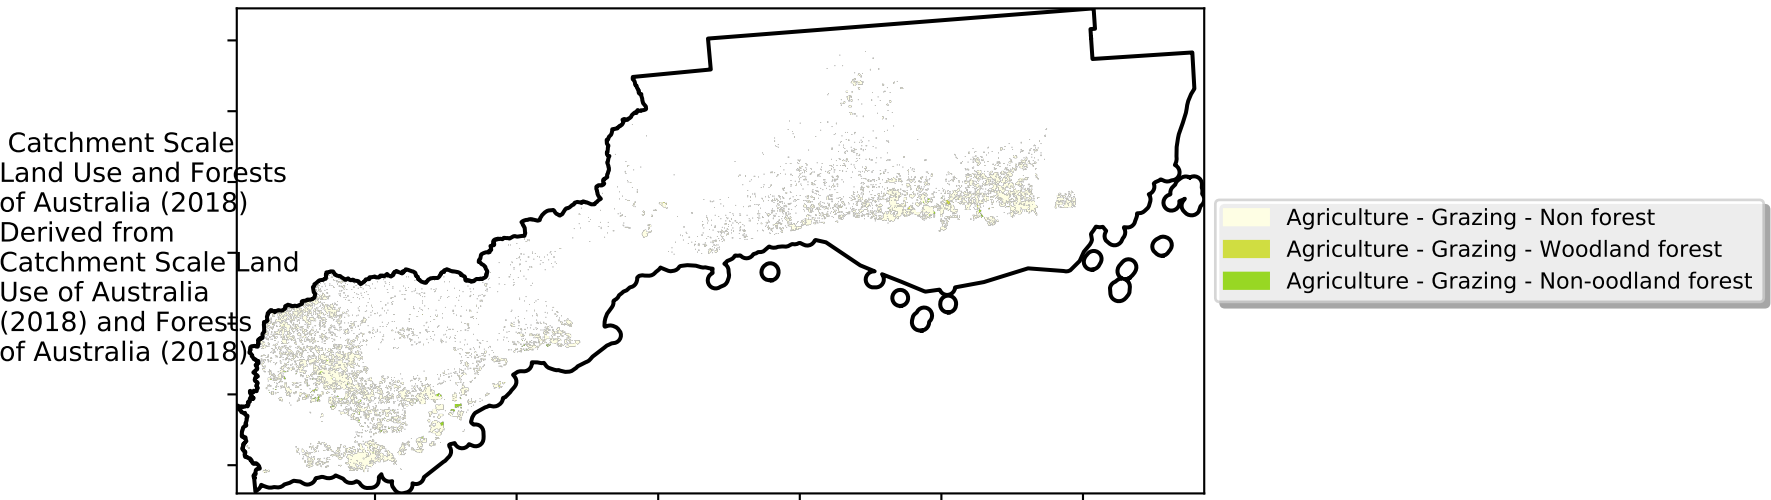 Catchment Scale
Land Use and Forests
of Australia (2018)
Derived from
Catchment Scale Land
Use of Australia
(2018) and Forests
of Australia (2018)
Agriculture - Grazing - Non forest
Agriculture - Grazing - Woodland forest
Agriculture - Grazing - Non-oodland forest